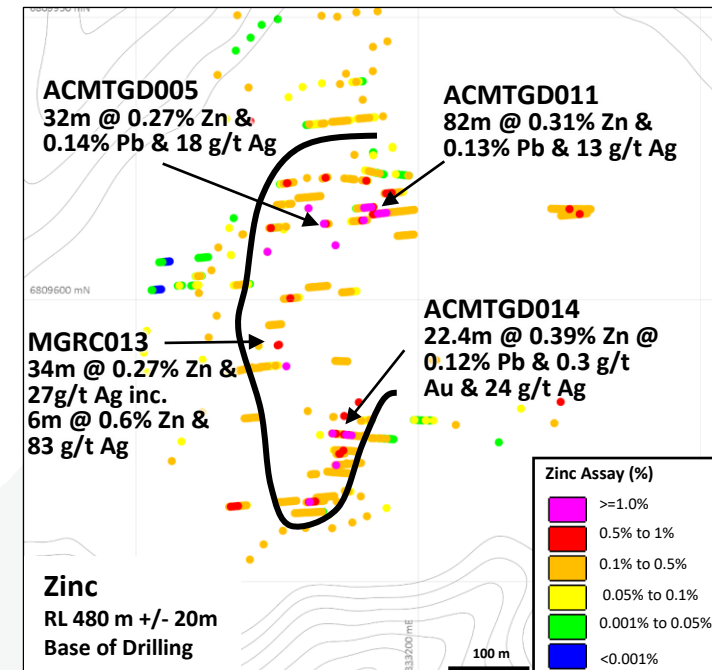 ACMTGD005
32m @ 0.27% Zn &
0.14% Pb & 18 g/t Ag
ACMTGD011
82m @ 0.31% Zn &
0.13% Pb & 13 g/t Ag
6809600 mN
MGRC013
34m @ 0.27% Zn &
27g/t Ag inc.
6m @ 0.6% Zn &
83 g/t Ag
ACMTGD014
22.4m @ 0.39% Zn @
0.12% Pb & 0.3 g/t
Au & 24 g/t Ag
Zinc
RL 480 m +/- 20m
Base of Drilling
333200 mE
100 m
Zinc Assay (%)
>=1.0%
0.5% to 1%
0.1% to 0.5%
0.05% to 0.1%
0.001% to 0.05%
<0.001%